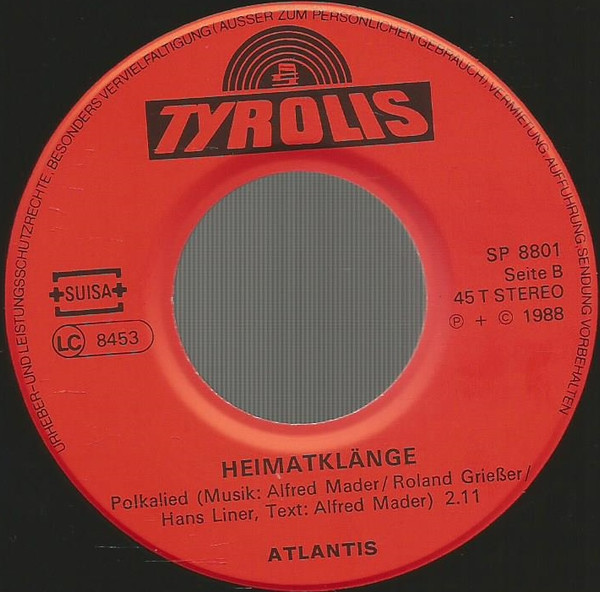 URHEBER- UND LEISTUNGSSCHUTZRECHTE, BESONDERS VERVIELFÄLTIGUNG (AUSSER ZUM PERSÖNLICHEN GEBRAUCH), VERMIETUNG, AUFFÜHRUNG, SENDUNG VORBEHALTEN
TYROLIS
SP 8801
Seite B
45 T STEREO
℗ + © 1988
SUISA
LC 8453
HEIMATKLÄNGE
Polkalied (Musik: Alfred Mader/Roland Grießer/
Hans Liner, Text: Alfred Mader) 2.11
ATLANTIS